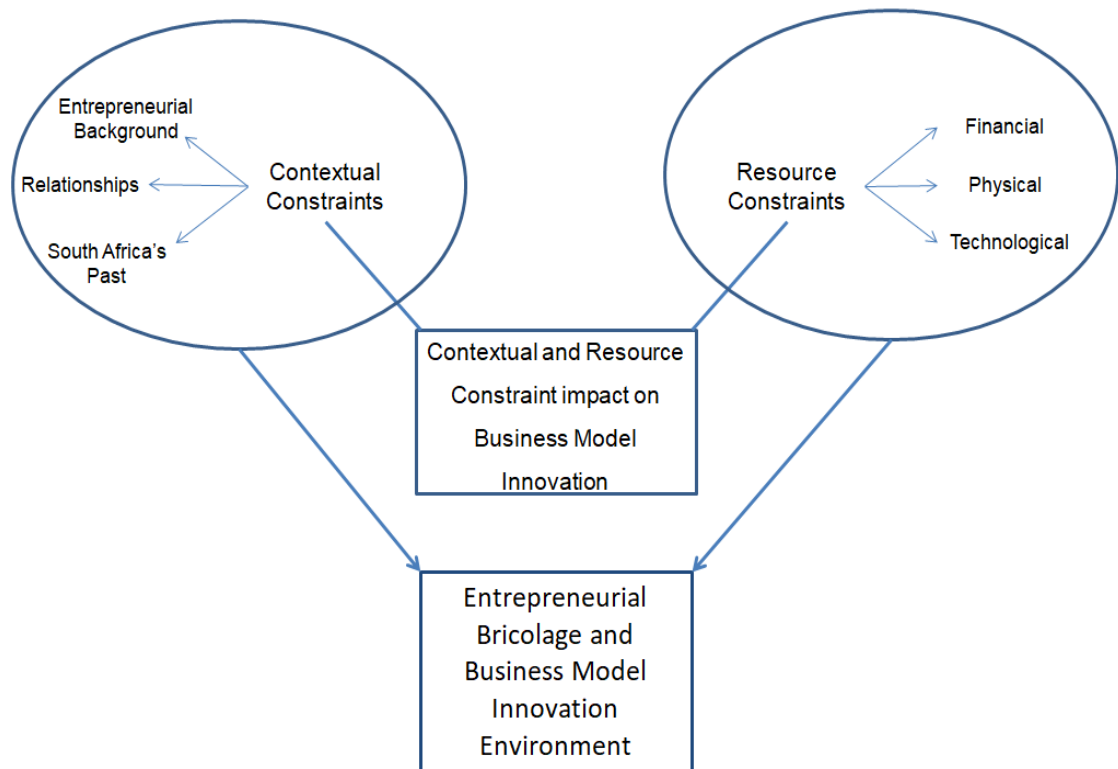 Entrepreneurial
Background
Relationships
South Africa's
Past
Contextual
Constraints
Resource
Constraints
Financial
Physical
Technological
Contextual and Resource
Constraint impact on
Business Model
Innovation
Entrepreneurial
Bricolage and
Business Model
Innovation
Environment